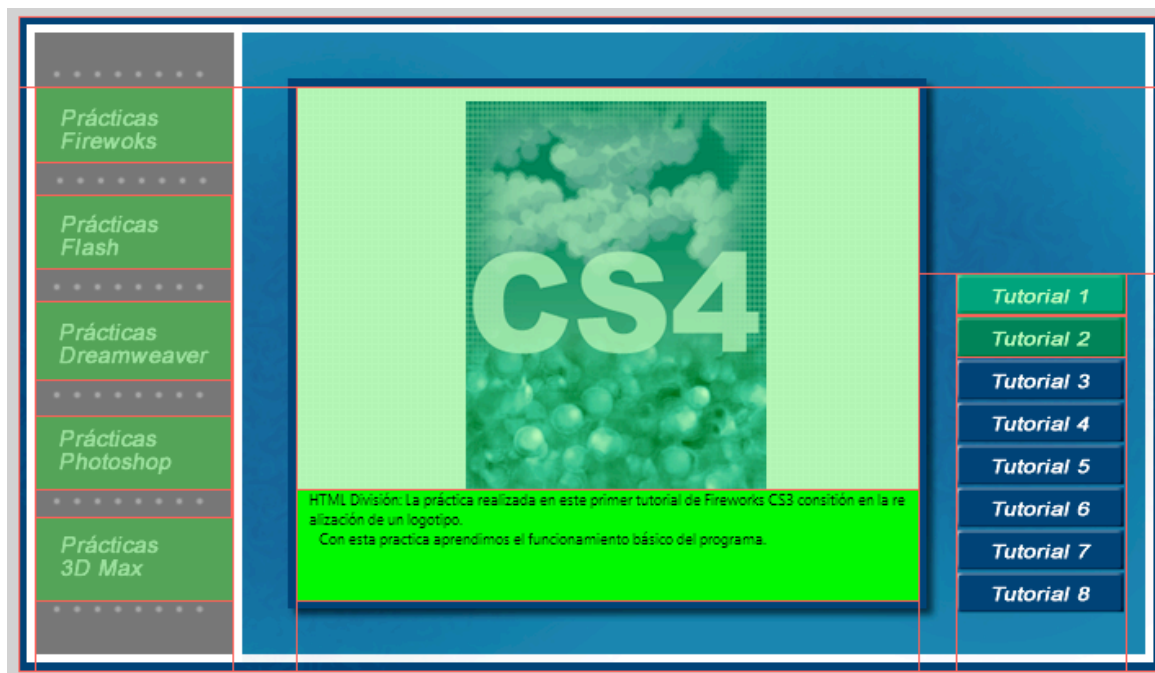 Prácticas
Firewoks
Prácticas
Flash
Prácticas
Dreamweaver
Prácticas
Photoshop
Prácticas
3D Max
CS4
HTML División: La práctica realizada en este primer tutorial de Fireworks CS3 consitión en la re
alización de un logotipo.
Con esta practica aprendimos el funcionamiento básico del programa.
Tutorial 1
Tutorial 2
Tutorial 3
Tutorial 4
Tutorial 5
Tutorial 6
Tutorial 7
Tutorial 8